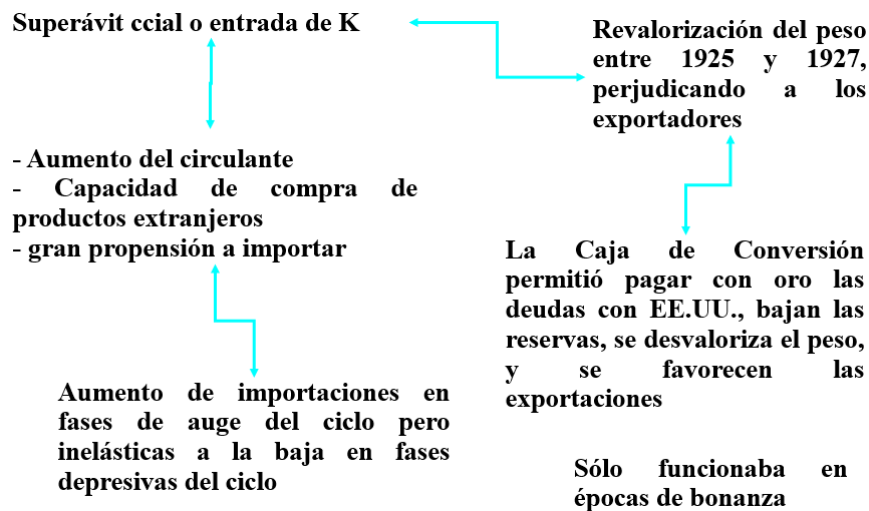 Superávit ccial o entrada de K
- Aumento del circulante
- Capacidad de compra de
productos extranjeros
- gran propensión a importar
Aumento de importaciones en
fases de auge del ciclo pero
inelásticas a la baja en fases
depresivas del ciclo
Revalorización del peso
entre 1925 y 1927,
perjudicando a los
exportadores
La Caja de Conversión
permitió pagar con oro las
deudas con EE.UU., bajan las
reservas, se desvaloriza el peso,
y se favorecen las
exportaciones
Sólo funcionaba en
épocas de bonanza